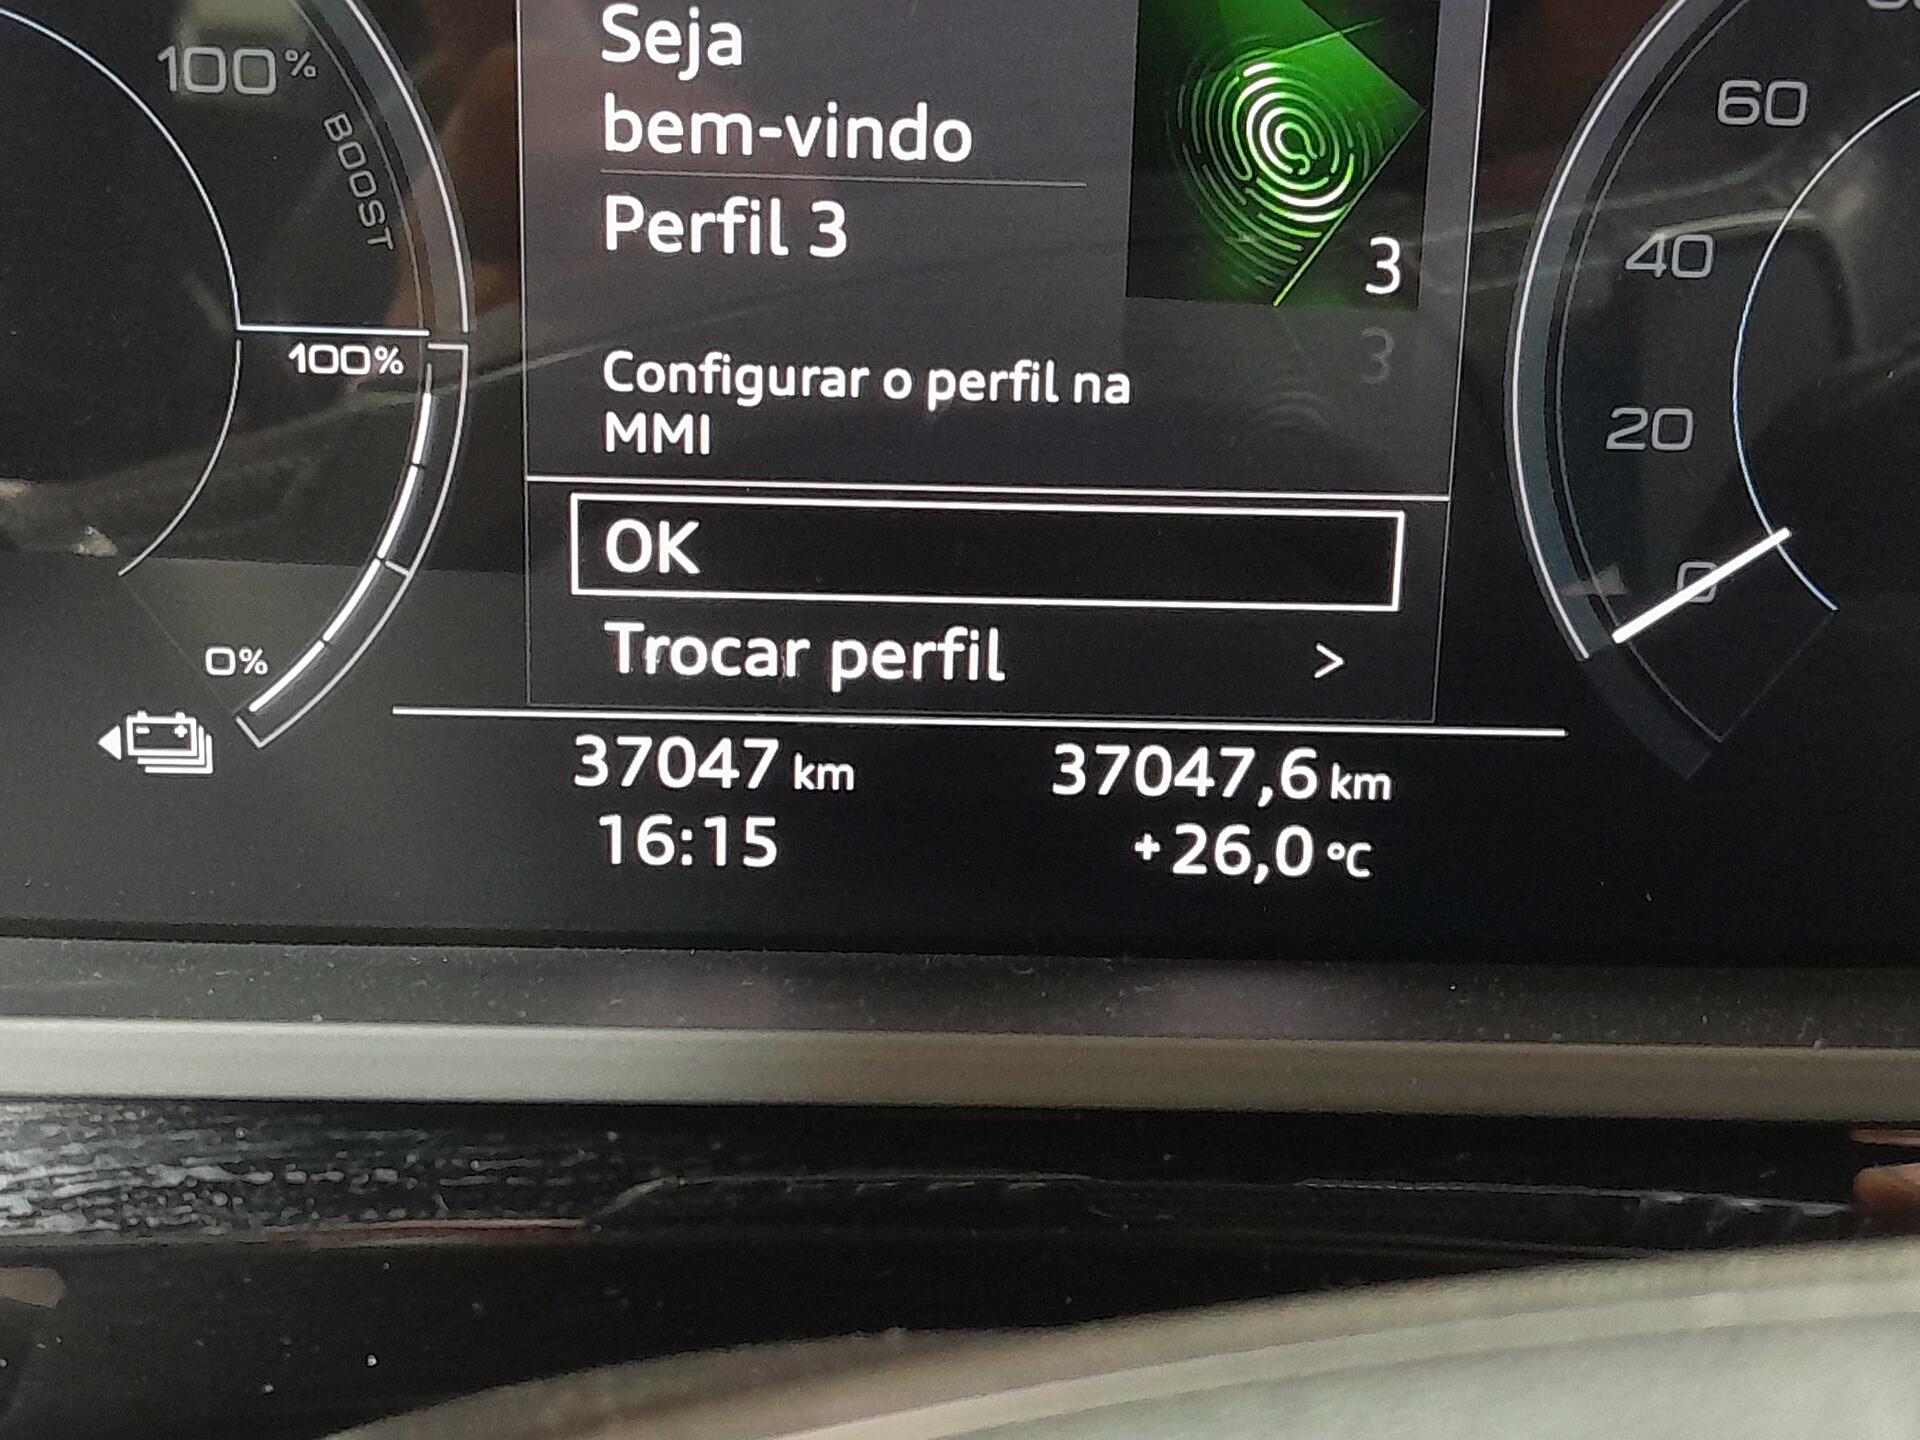 100%
BOOST
100%
0%
Seja
bem-vindo
Perfil 3
3
Configurar o perfil na
MMI
OK
Trocar perfil >
37047 km 37047,6 km
16:15 +26,0 °C
60
40
20
0